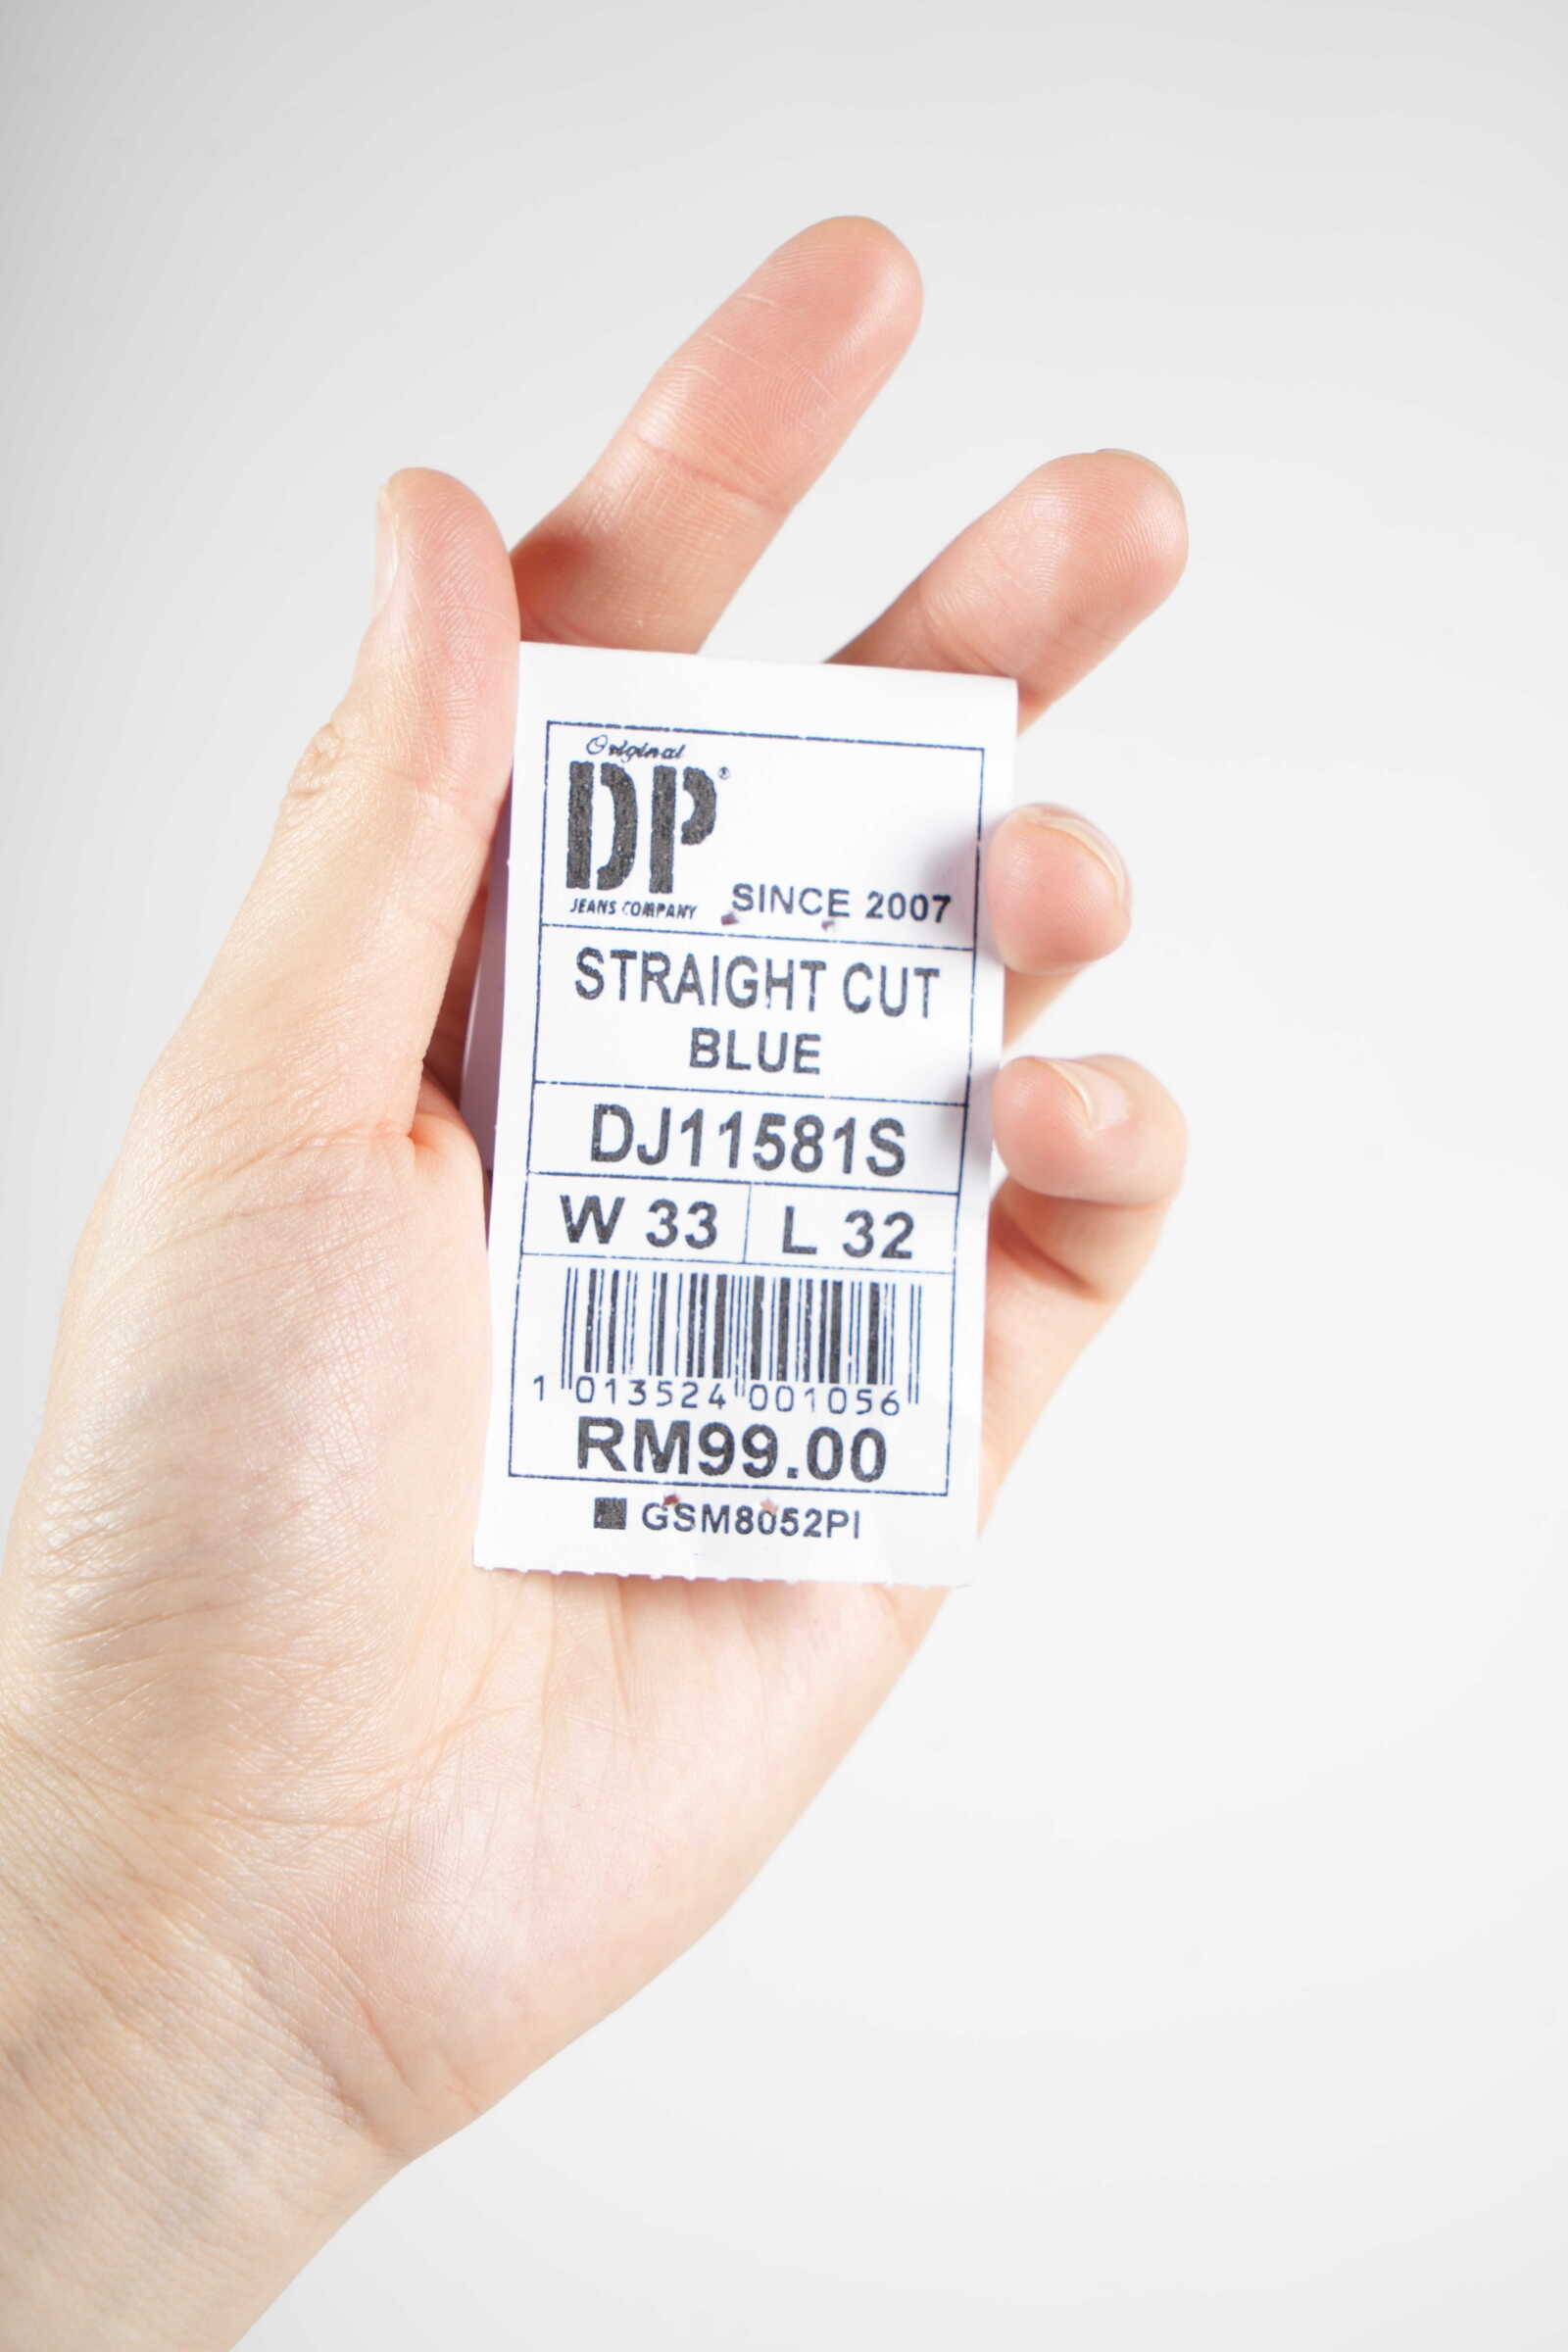 Original
DP®
JEANS COMPANY
SINCE 2007
STRAIGHT CUT
BLUE
DJ11581S
W 33 L 32
1 013524 001056
RM99.00
GSM8052PI